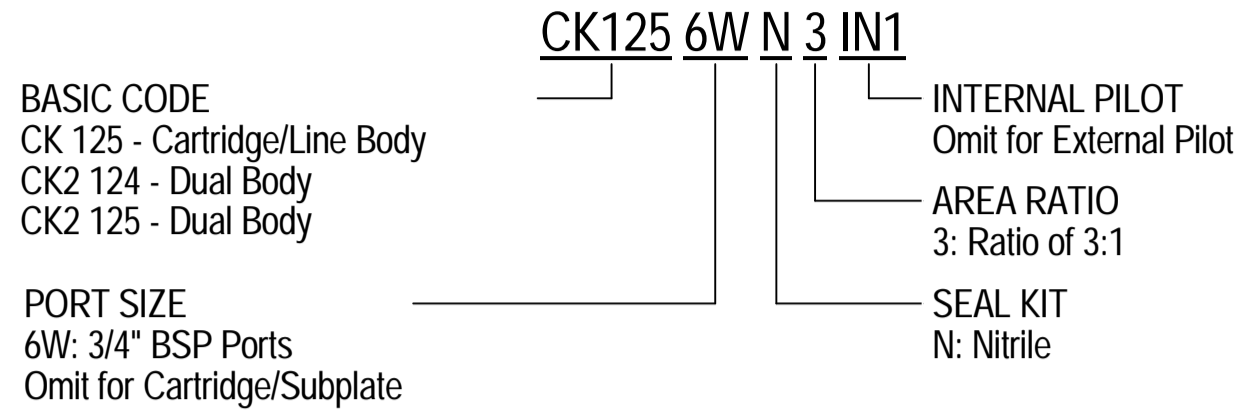 CK125 6W N 3 IN1
BASIC CODE
CK 125 - Cartridge/Line Body
CK2 124 - Dual Body
CK2 125 - Dual Body
PORT SIZE
6W: 3/4" BSP Ports
Omit for Cartridge/Subplate
INTERNAL PILOT
Omit for External Pilot
AREA RATIO
3: Ratio of 3:1
SEAL KIT
N: Nitrile